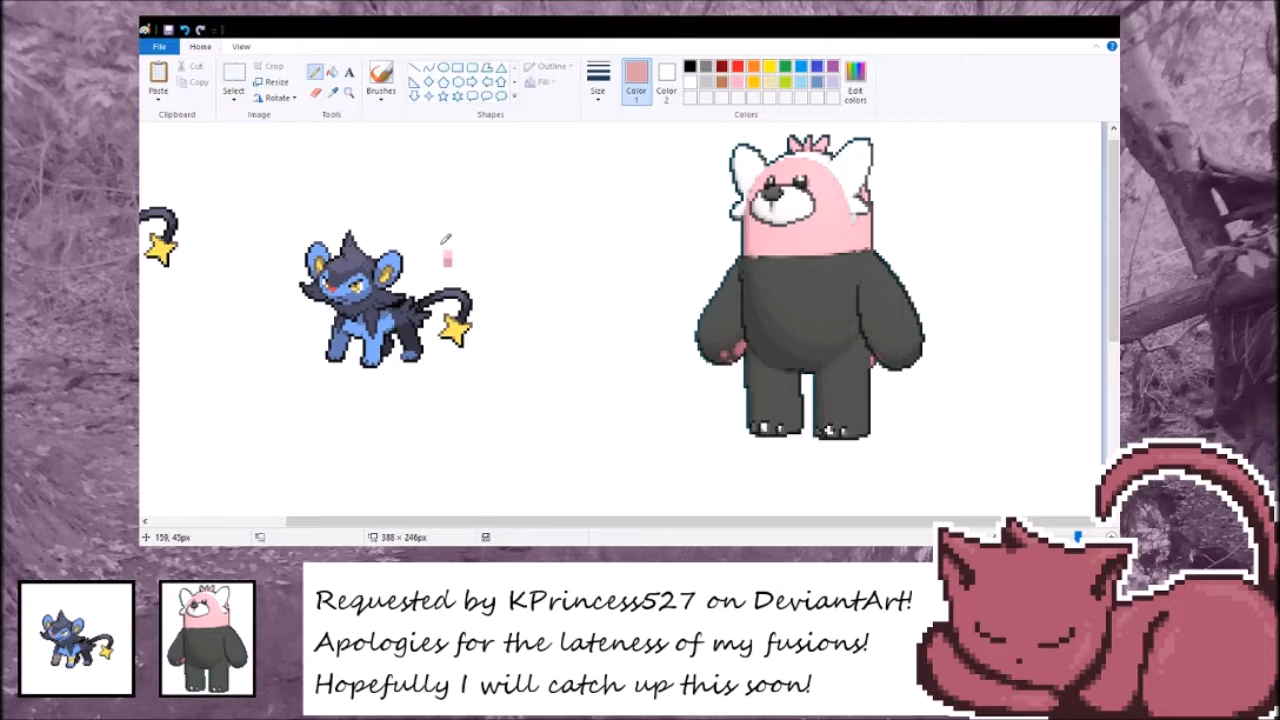 File Home View
Cut
Crop
Outline
Copy
Resize
Fill
Paste
Select
Rotate
Brushes
Size
Color
1
Color
2
Edit
colors
Clipboard
Image
Tools
Shapes
Colors
159, 45px
388 × 246px
Requested by KPrincess527 on DeviantArt!
Apologies for the lateness of my fusions!
Hopefully I will catch up this soon!